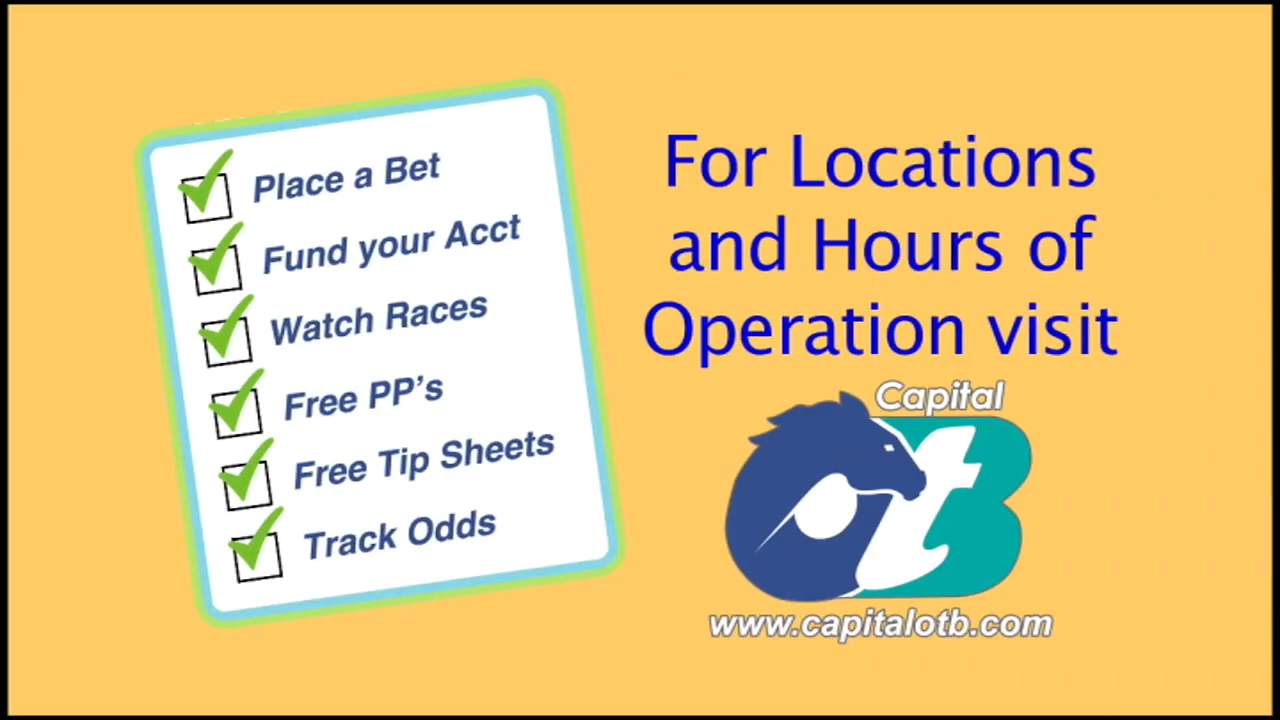 Place a Bet
Fund your Acct
Watch Races
Free PP's
Free Tip Sheets
Track Odds
For Locations
and Hours of
Operation visit
Capital
OTB
www.capitalotb.com